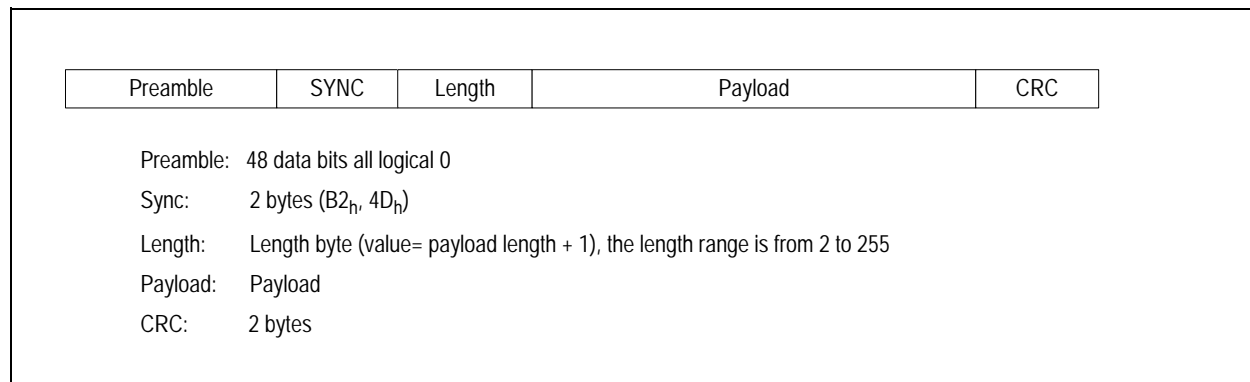 Preamble SYNC Length Payload CRC
Preamble: 48 data bits all logical 0
Sync: 2 bytes (B2h, 4Dh)
Length: Length byte (value= payload length + 1), the length range is from 2 to 255
Payload: Payload
CRC: 2 bytes